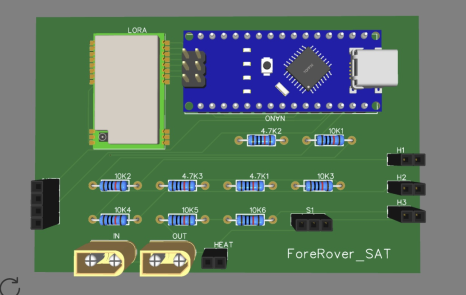 LORA
NANO
4.7K2
10K1
H1
10K2
4.7K3
4.7K1
10K3
H2
10K4
10K5
10K6
S1
H3
IN
OUT
HEAT
ForeRover_SAT